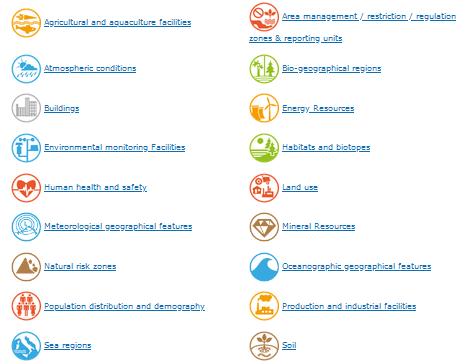 Agricultural and aquaculture facilities
Area management / restriction / regulation
zones & reporting units
Atmospheric conditions
Bio-geographical regions
Buildings
Energy Resources
Environmental monitoring Facilities
Habitats and biotopes
Human health and safety
Land use
Meteorological geographical features
Mineral Resources
Natural risk zones
Oceanographic geographical features
Population distribution and demography
Production and industrial facilities
Sea regions
Soil